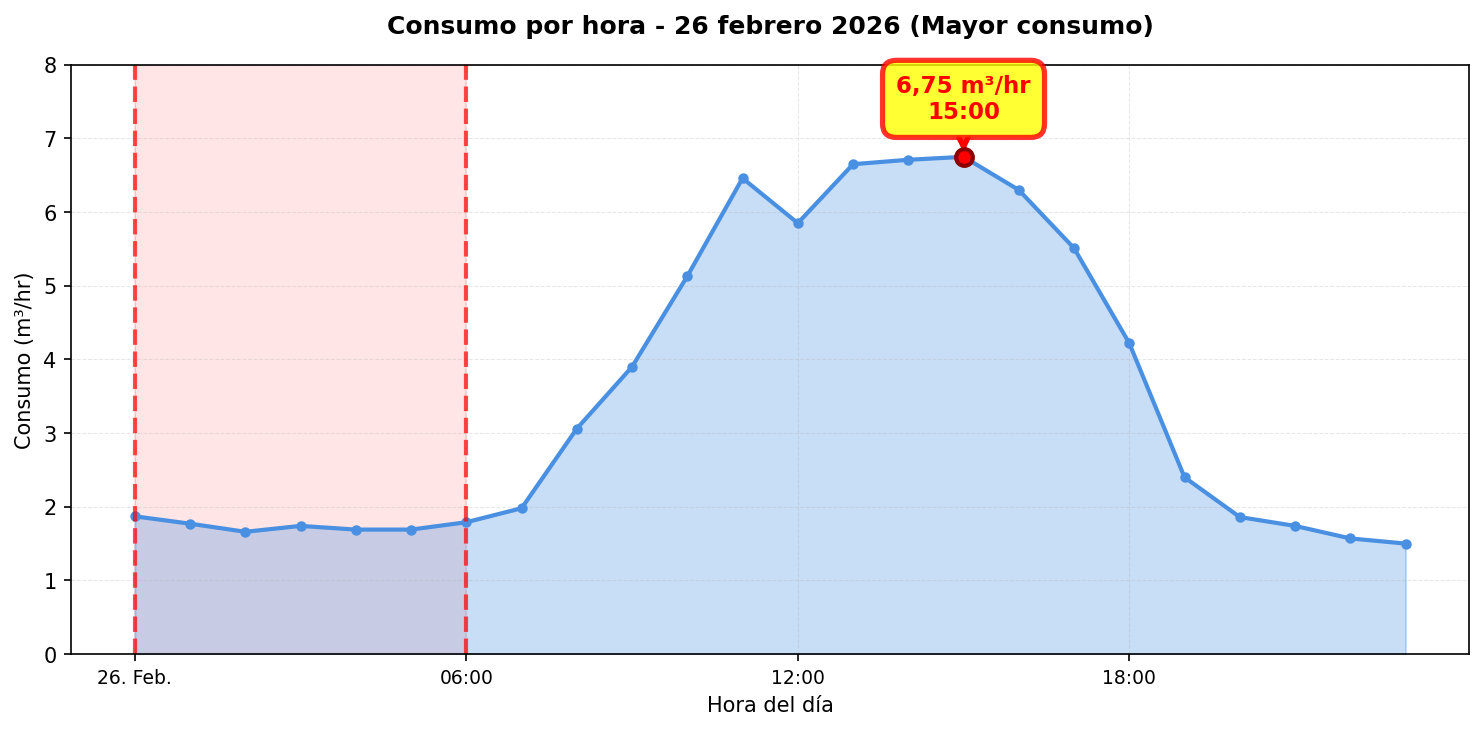 Consumo por hora - 26 febrero 2026 (Mayor consumo)
6,75 m³/hr
15:00
Consumo (m³/hr)
8
7
6
5
4
3
2
1
0
26. Feb.
06:00
12:00
18:00
Hora del día